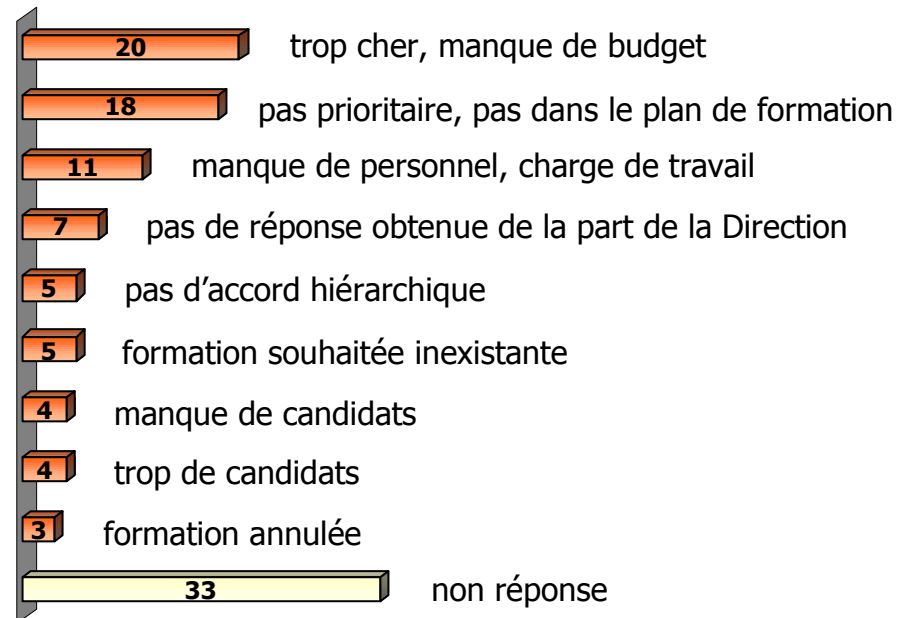 20 trop cher, manque de budget
18 pas prioritaire, pas dans le plan de formation
11 manque de personnel, charge de travail
7 pas de réponse obtenue de la part de la Direction
5 pas d’accord hiérarchique
5 formation souhaitée inexistante
4 manque de candidats
4 trop de candidats
3 formation annulée
33 non réponse